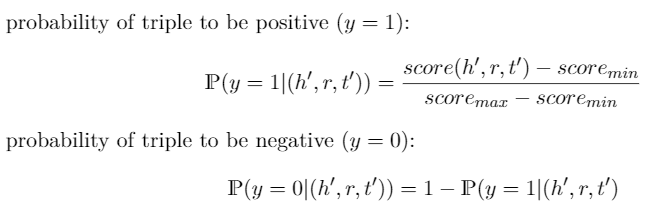 probability of triple to be positive (y = 1):
ℙ(y = 1|(h′, r, t′)) = score(h′, r, t′) − score_min / score_max − score_min
probability of triple to be negative (y = 0):
ℙ(y = 0|(h′, r, t′)) = 1 − ℙ(y = 1|(h′, r, t′)